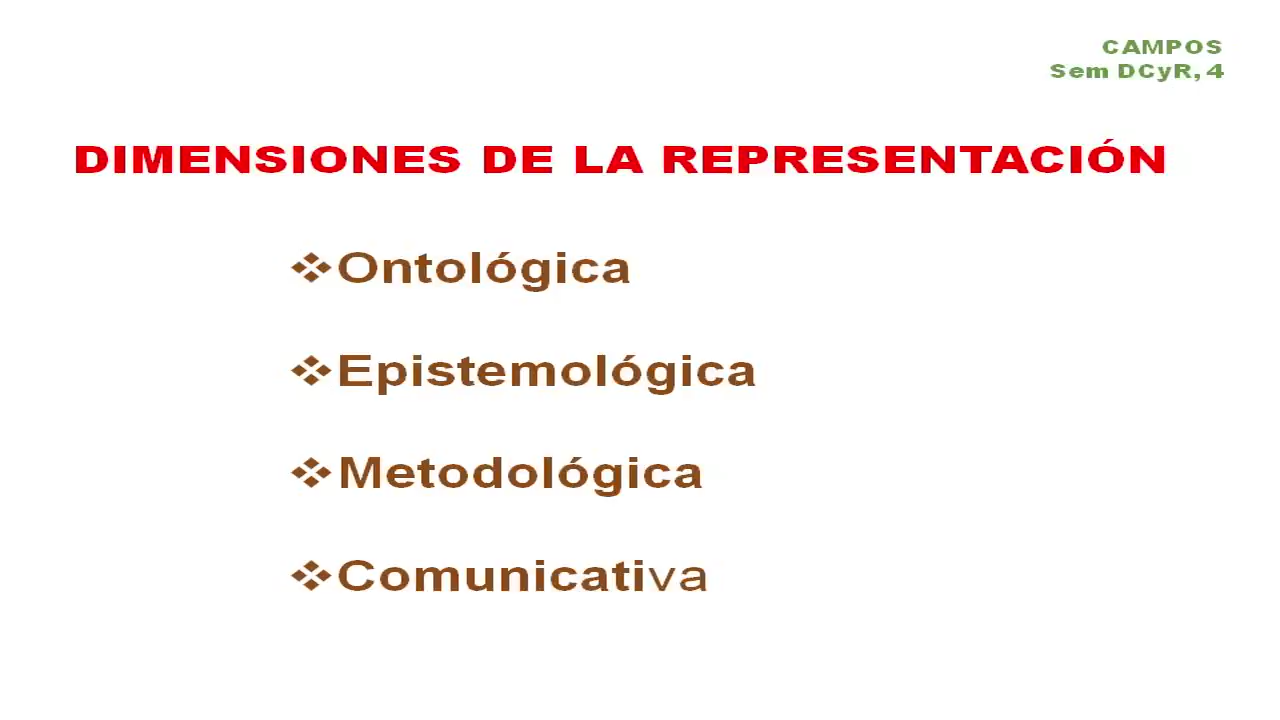 CAMPOS
Sem DCyR, 4
DIMENSIONES DE LA REPRESENTACIÓN
❖Ontológica
❖Epistemológica
❖Metodológica
❖Comunicativa